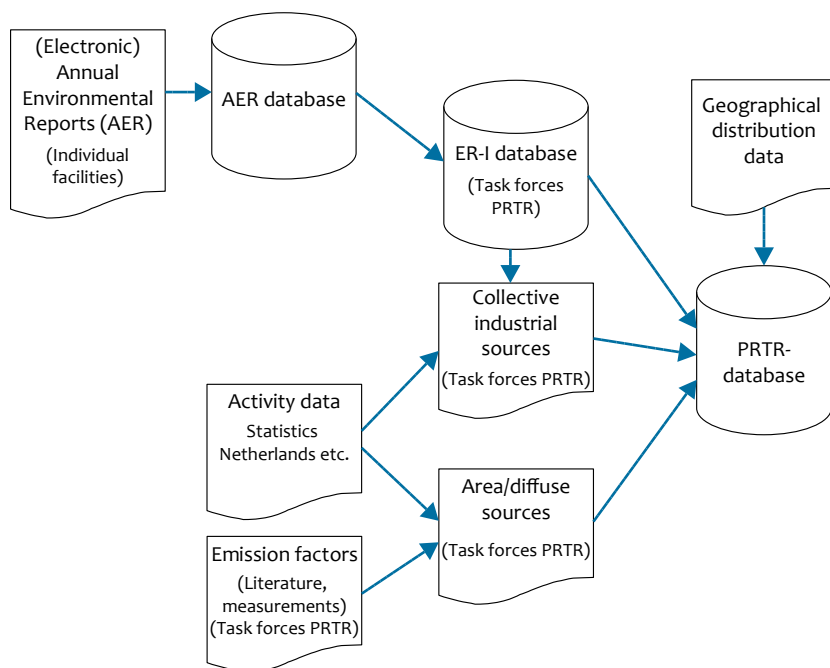 (Electronic)
Annual
Environmental
Reports (AER)
(Individual
facilities)
AER database
ER-I database
(Task forces
PRTR)
Geographical
distribution
data
Collective
industrial
sources
(Task forces PRTR)
PRTR-
database
Activity data
Statistics
Netherlands etc.
Area/diffuse
sources
(Task forces PRTR)
Emission factors
(Literature,
measurements)
(Task forces PRTR)